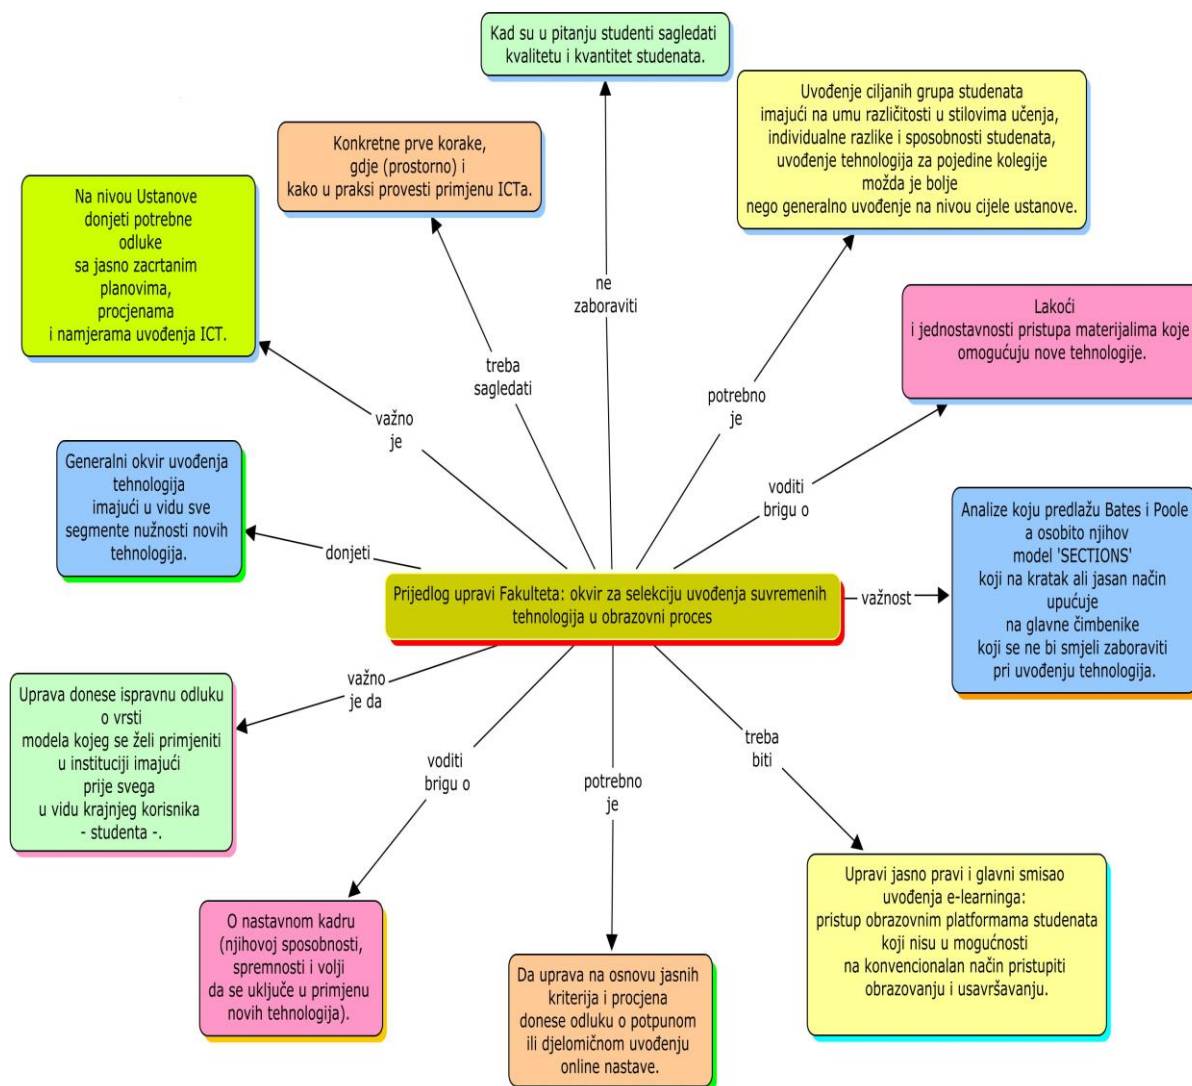 Kad su u pitanju studenti sagledati
kvalitetu i kvantitet studenata.
Uvođenje ciljanih grupa studenata
imajući na umu različitosti u stilovima učenja,
individualne razlike i sposobnosti studenata,
uvođenje tehnologija za pojedine kolegije
možda je bolje
nego generalno uvođenje na nivou cijele ustanove.
Konkretne prve korake,
gdje (prostorno) i
kako u praksi provesti primjenu ICTa.
Na nivou Ustanove
donjeti potrebne
odluke
sa jasno zacrtanim
planovima,
procjenama
i namjerama uvođenja ICT.
ne
zaboraviti
Lakoći
i jednostavnosti pristupa materijalima koje
omogućuju nove tehnologije.
treba
sagledati
potrebno
je
važno
je
Generalni okvir uvođenja
tehnologija
imajući u vidu sve
segmente nužnosti novih
tehnologija.
voditi
brigu o
Analize koju predlažu Bates i Poole
a osobito njihov
model 'SECTIONS'
koji na kratak ali jasan način
upućuje
na glavne čimbenike
koji se ne bi smjeli zaboraviti
pri uvođenju tehnologija.
donjeti
Prijedlog upravi Fakulteta: okvir za selekciju uvođenja suvremenih
tehnologija u obrazovni proces
važnost
važno
je da
Uprava donese ispravnu odluku
o vrsti
modela kojeg se želi primjeniti
u instituciji imajući
prije svega
u vidu krajnjeg korisnika
- studenta -.
voditi
brigu o
potrebno
je
treba
biti
O nastavnom kadru
(njihovoj sposobnosti,
spremnosti i volji
da se uključe u primjenu
novih tehnologija).
Da uprava na osnovu jasnih
kriterija i procjena
donese odluku o potpunom
ili djelomičnom uvođenju
online nastave.
Upravi jasno pravi i glavni smisao
uvođenja e-learninga:
pristup obrazovnim platformama studenata
koji nisu u mogućnosti
na konvencionalan način pristupiti
obrazovanju i usavršavanju.